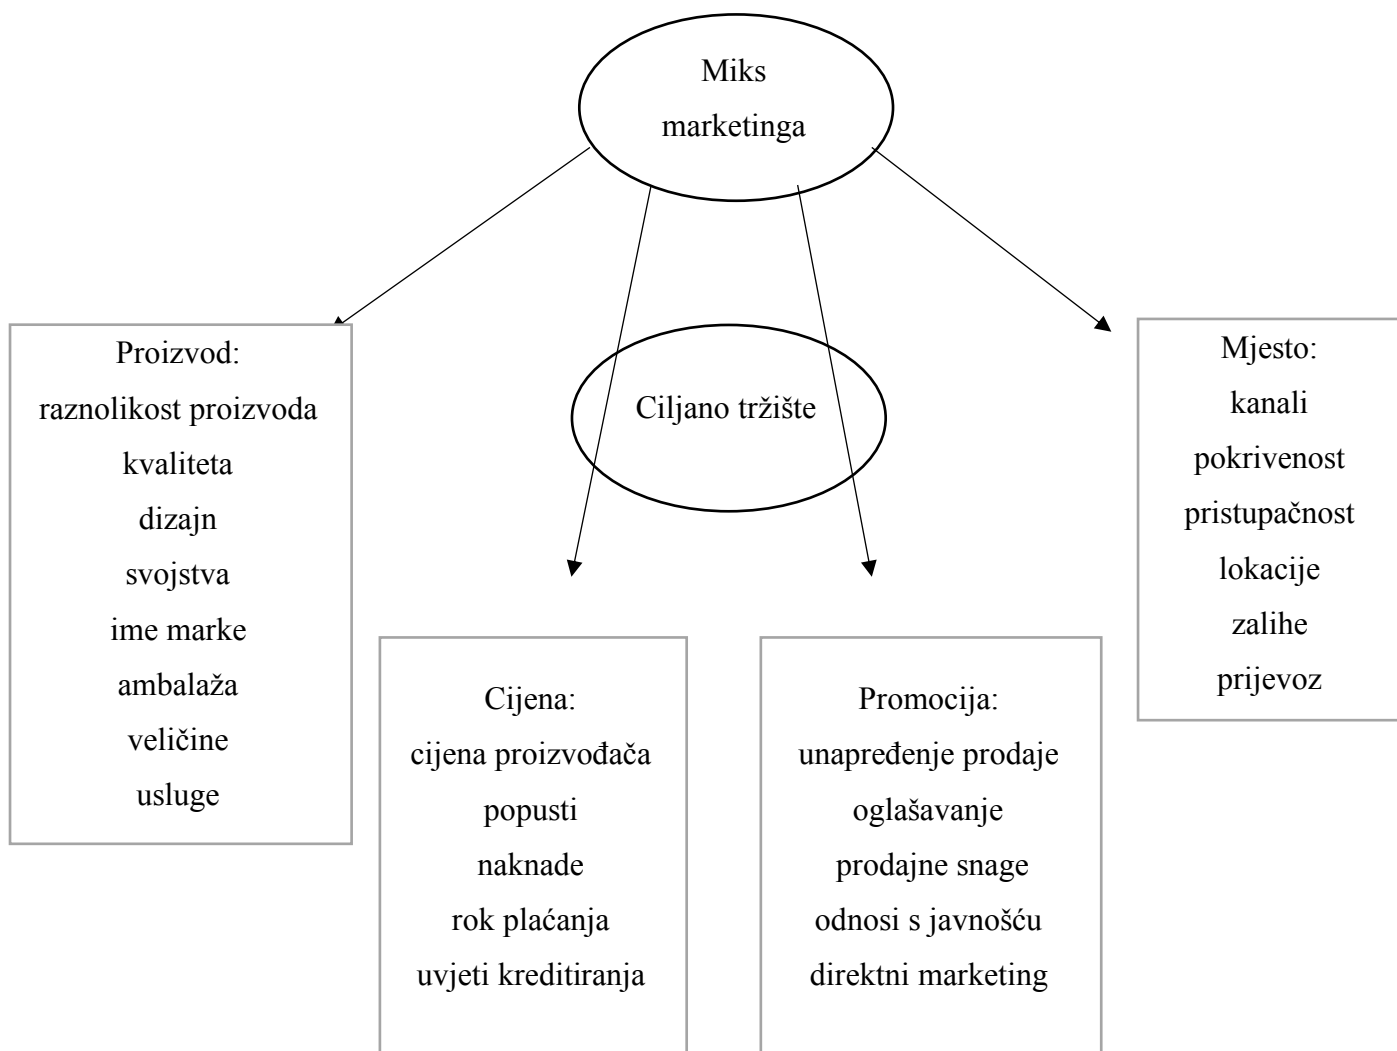 Miks
marketinga
Ciljano tržište
Proizvod:
raznolikost proizvoda
kvaliteta
dizajn
svojstva
ime marke
ambalaža
veličine
usluge
Cijena:
cijena proizvođača
popusti
naknade
rok plaćanja
uvjeti kreditiranja
Promocija:
unapređenje prodaje
oglašavanje
prodajne snage
odnosi s javnošću
direktni marketing
Mjesto:
kanali
pokrivenost
pristupačnost
lokacije
zalihe
prijevoz